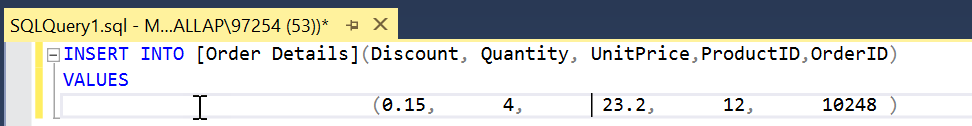 SQLQuery1.sql - M...ALLAP\97254 (53))*
INSERT INTO [Order Details](Discount, Quantity, UnitPrice,ProductID,OrderID)
VALUES
(0.15, 4, 23.2, 12, 10248 )